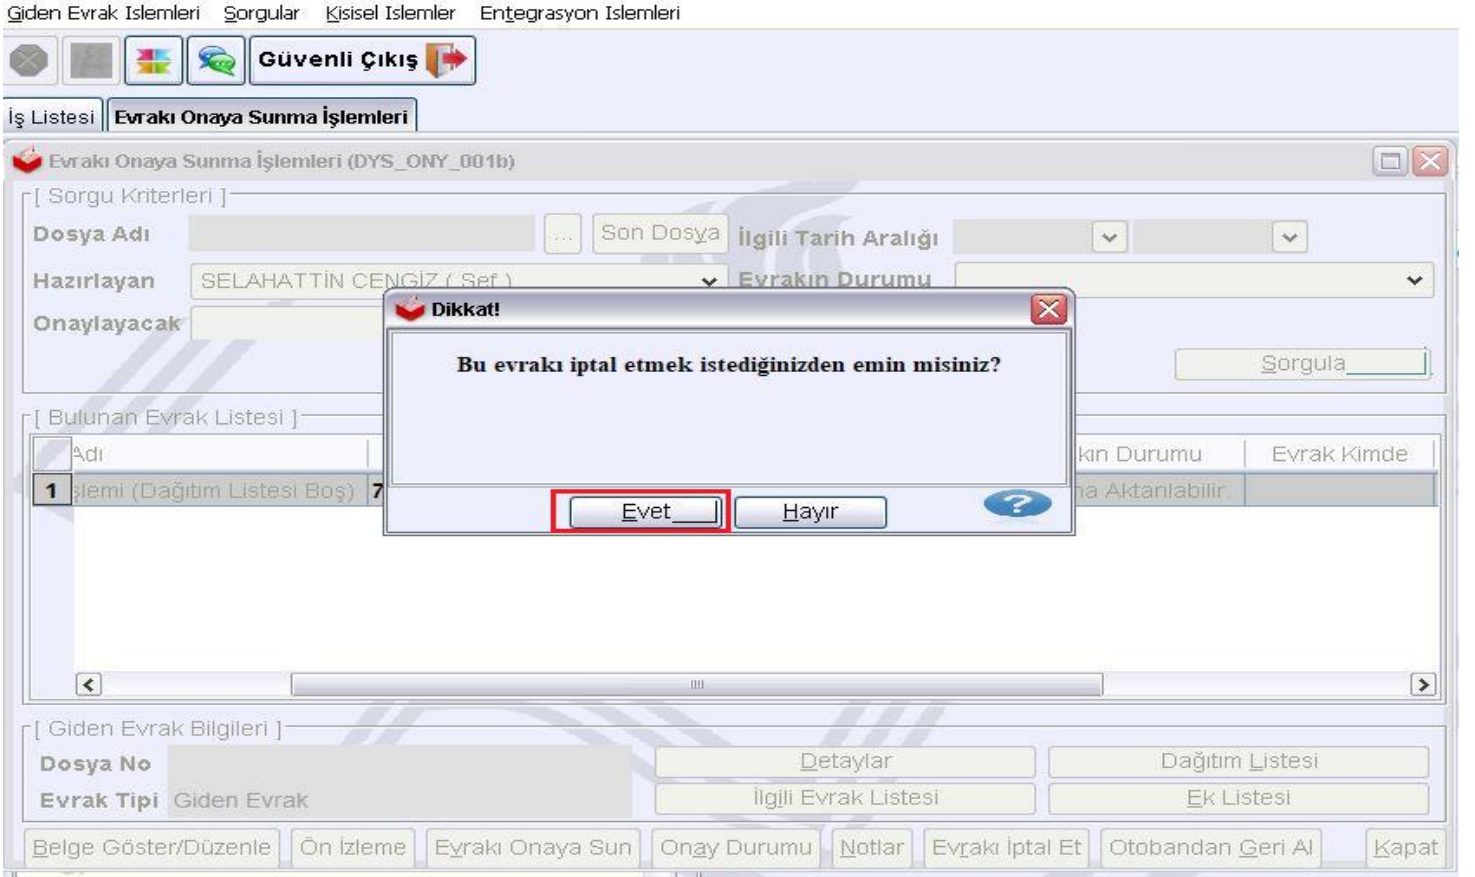 Giden Evrak Islemleri Sorgular Kisisel Islemler Entegrasyon Islemleri
Güvenli Çıkış
İş Listesi Evrakı Onaya Sunma İşlemleri
Evrakı Onaya Sunma İşlemleri (DYS_ONY_001b)
[ Sorgu Kriterleri ]
Dosya Adı ... Son Dosya İlgili Tarih Aralığı
Hazırlayan SELAHATTİN CENGİZ ( Şef ) Evrakın Durumu
Onaylayacak
Dikkat!
Bu evrakı iptal etmek istediğinizden emin misiniz?
Evet Hayır ?
Sorgula
[ Bulunan Evrak Listesi ]
Adı kın Durumu Evrak Kimde
1 şlemi (Dağıtım Listesi Boş) 7 na Aktarılabilir.
[ Giden Evrak Bilgileri ]
Dosya No Detaylar Dağıtım Listesi
Evrak Tipi Giden Evrak İlgili Evrak Listesi Ek Listesi
Belge Göster/Düzenle Ön İzleme Evrakı Onaya Sun Onay Durumu Notlar Evrakı İptal Et Otobandan Geri Al Kapat